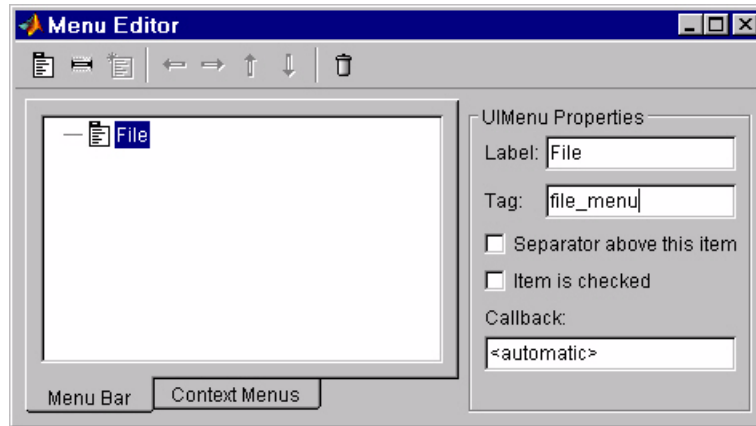 Menu Editor
File
UIMenu Properties
Label: File
Tag: file_menu
Separator above this item
Item is checked
Callback:
<automatic>
Menu Bar
Context Menus